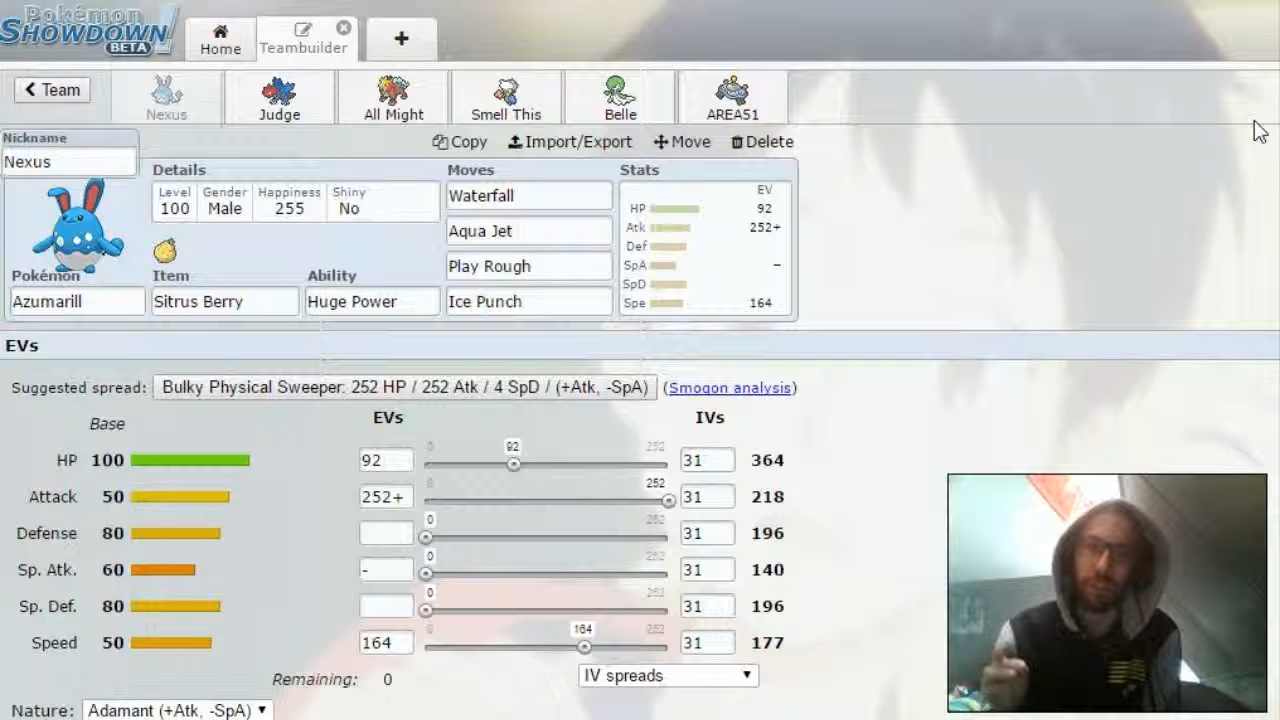 Pokémon
SHOWDOWN!
BETA
Home
Teambuilder
+
Team
Nexus
Judge
All Might
Smell This
Belle
AREA51
Nickname
Nexus
Copy Import/Export Move Delete
Details
Level Gender Happiness Shiny
100 Male 255 No
Pokémon Item Ability
Azumarill Sitrus Berry Huge Power
Moves
Waterfall
Aqua Jet
Play Rough
Ice Punch
Stats
EV
HP 92
Atk 252+
Def
SpA –
SpD
Spe 164
EVs
Suggested spread: Bulky Physical Sweeper: 252 HP / 252 Atk / 4 SpD / (+Atk, -SpA) (Smogon analysis)
Base EVs IVs
HP 100 92 0 92 252 31 364
Attack 50 252+ 0 252 31 218
Defense 80 0 252 31 196
Sp. Atk. 60 - 0 252 31 140
Sp. Def. 80 0 252 31 196
Speed 50 164 0 164 252 31 177
Remaining: 0 IV spreads
Nature: Adamant (+Atk, -SpA)